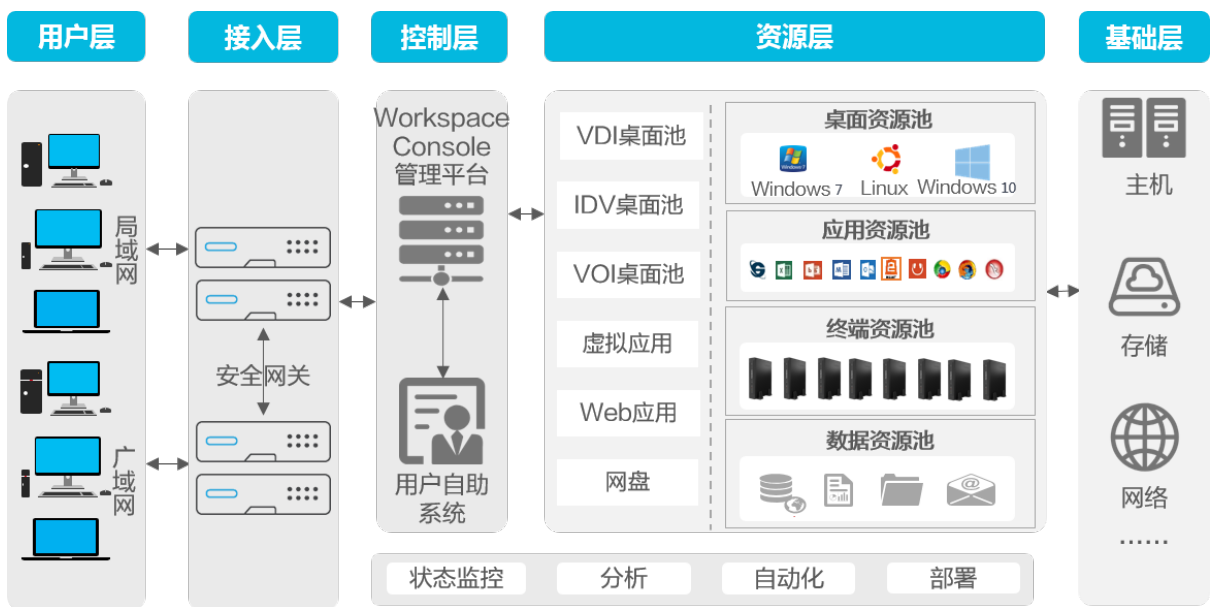 用户层
接入层
控制层
资源层
基础层
局域网
广域网
安全网关
Workspace
Console
管理平台
用户自助
系统
VDI桌面池
IDV桌面池
VOI桌面池
虚拟应用
Web应用
网盘
桌面资源池
Windows 7
Linux
Windows 10
应用资源池
终端资源池
数据资源池
主机
存储
网络
......
状态监控
分析
自动化
部署